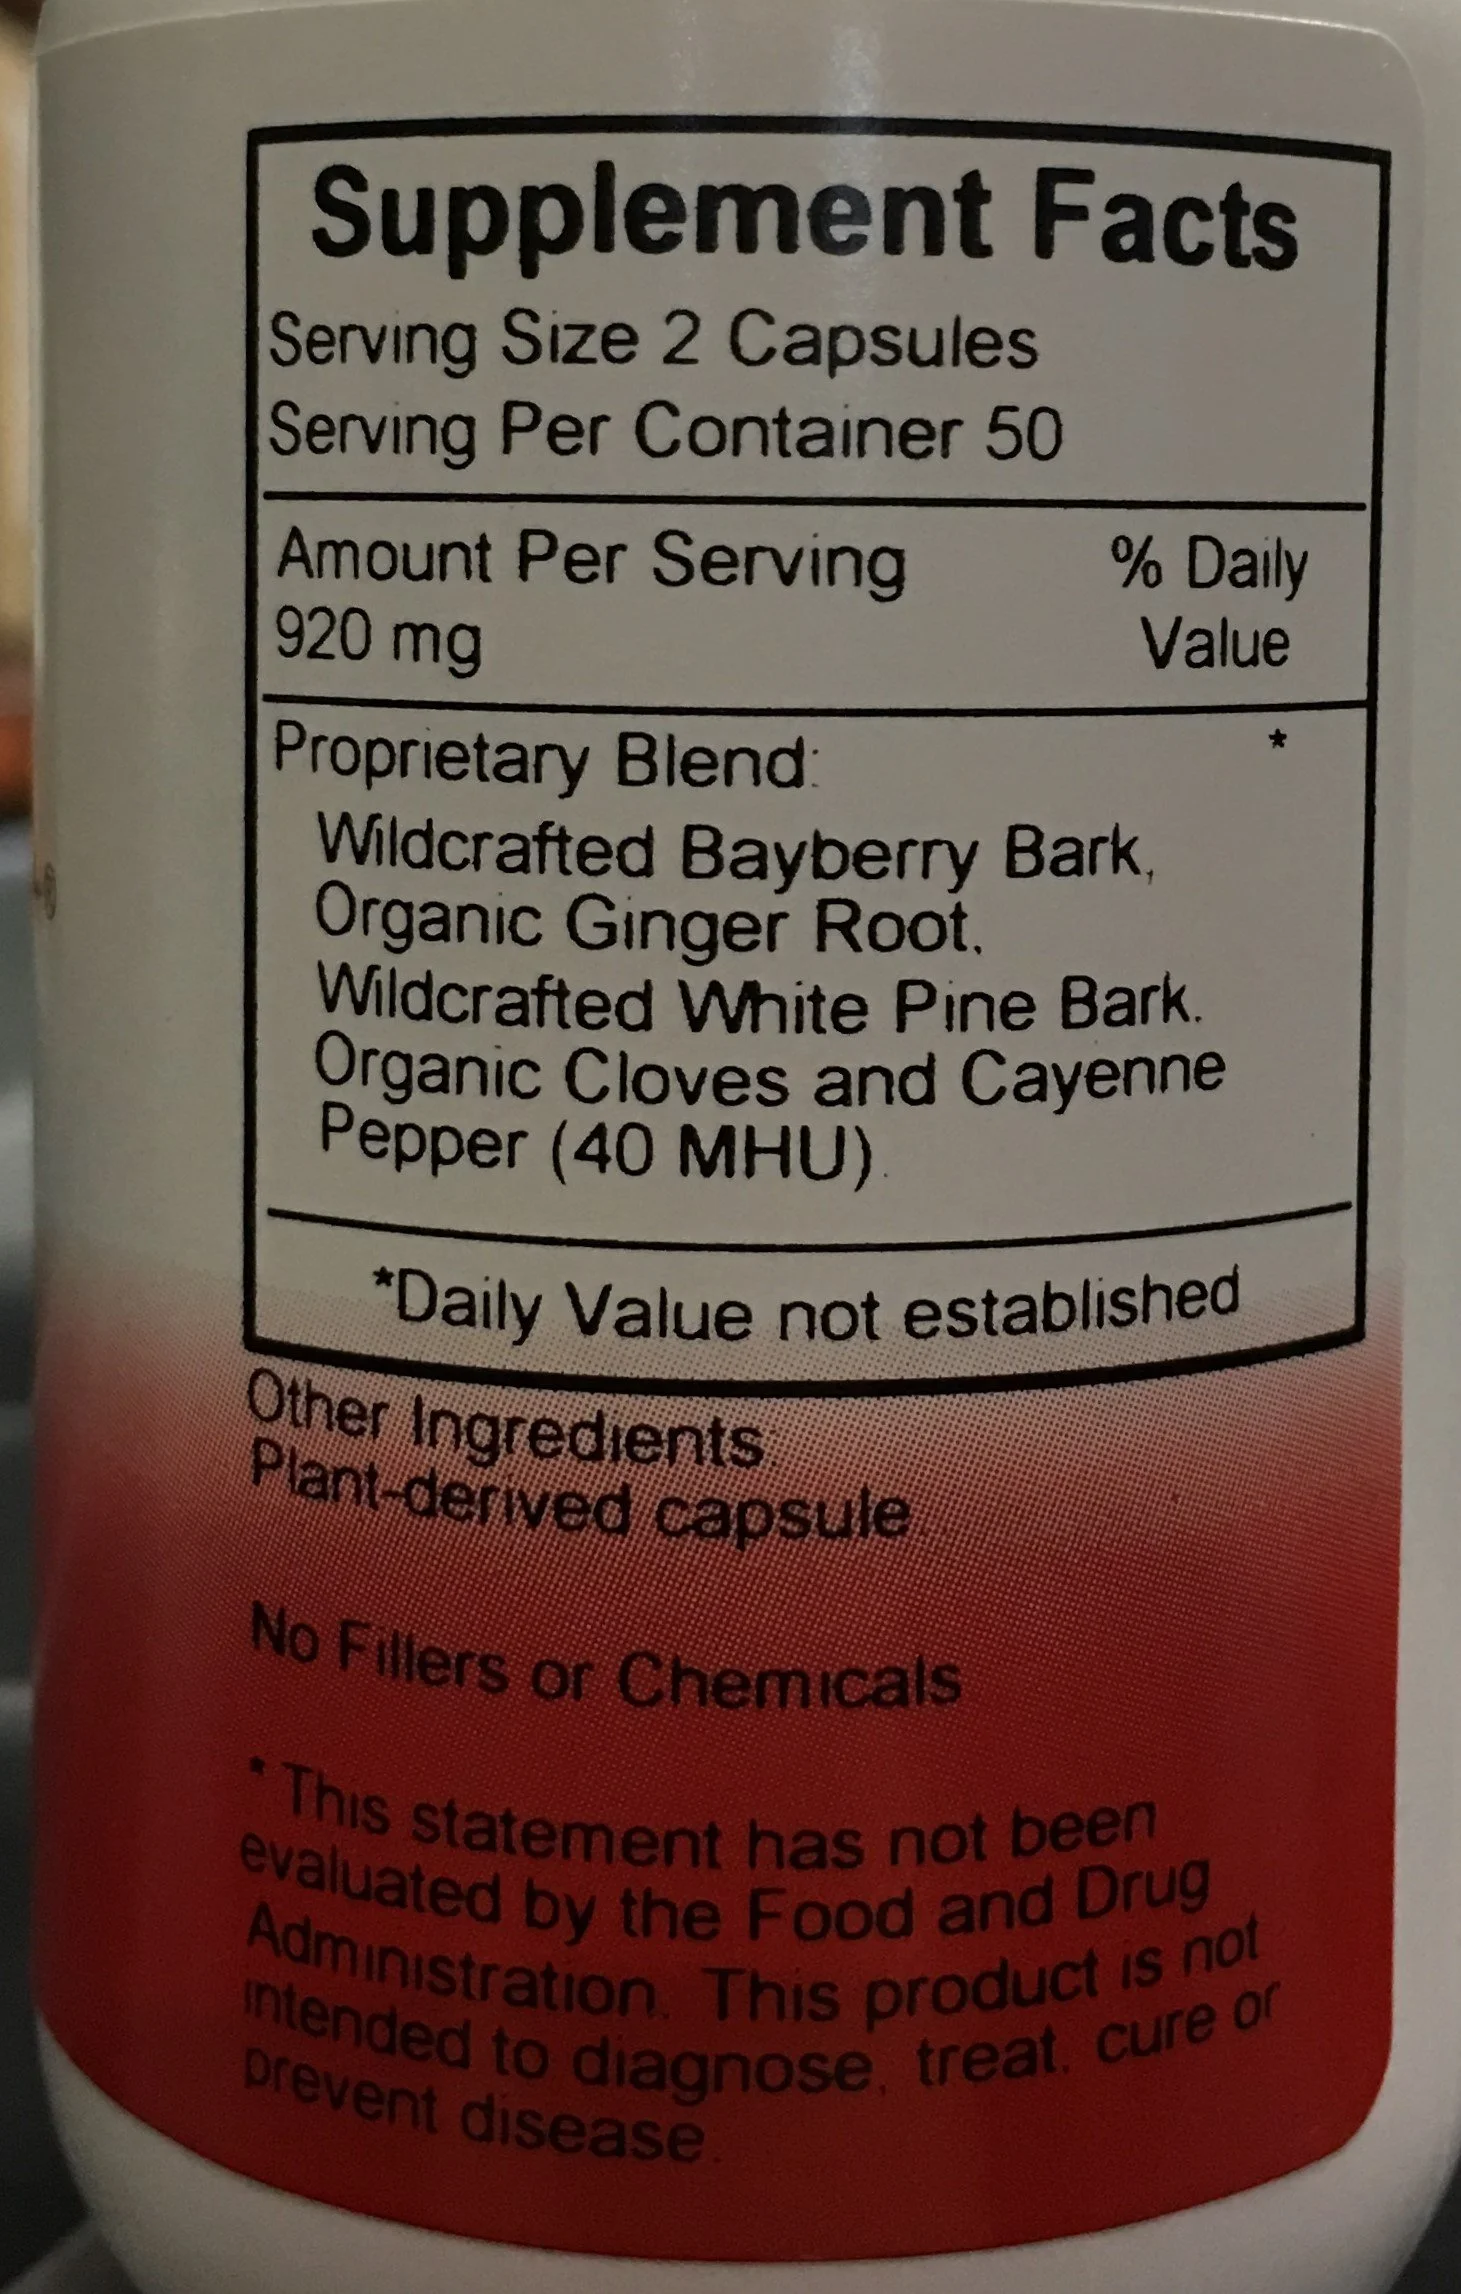 Supplement Facts
Serving Size 2 Capsules
Serving Per Container 50
Amount Per Serving % Daily
920 mg Value
Proprietary Blend: *
Wildcrafted Bayberry Bark,
Organic Ginger Root,
Wildcrafted White Pine Bark,
Organic Cloves and Cayenne
Pepper (40 MHU).
*Daily Value not established
Other Ingredients:
Plant-derived capsule.
No Fillers or Chemicals
* This statement has not been
evaluated by the Food and Drug
Administration. This product is not
intended to diagnose, treat, cure or
prevent disease.
®